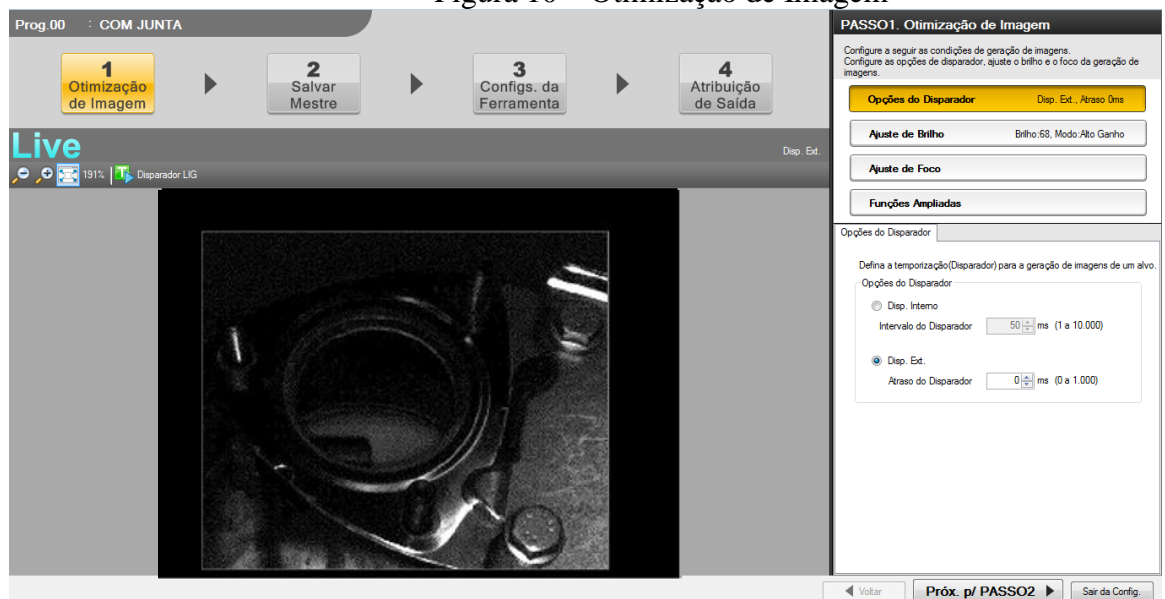 Figura 10 – Otimização de Imagem
Prog.00 : COM JUNTA
1
Otimização
de Imagem
2
Salvar
Mestre
3
Configs. da
Ferramenta
4
Atribuição
de Saída
Live
Disp. Ext.
191% Disparador LIG
PASSO1. Otimização de Imagem
Configure a seguir as condições de geração de imagens.
Configure as opções de disparador, ajuste o brilho e o foco da geração de
imagens.
Opções do Disparador Disp. Ext., Atraso 0ms
Ajuste de Brilho Brilho:68, Modo:Alto Ganho
Ajuste de Foco
Funções Ampliadas
Opções do Disparador
Defina a temporização(Disparador) para a geração de imagens de um alvo.
Opções do Disparador
Disp. Interno
Intervalo do Disparador 50 ms (1 a 10.000)
Disp. Ext.
Atraso do Disparador 0 ms (0 a 1.000)
Voltar
Próx. p/ PASSO2
Sair da Config.